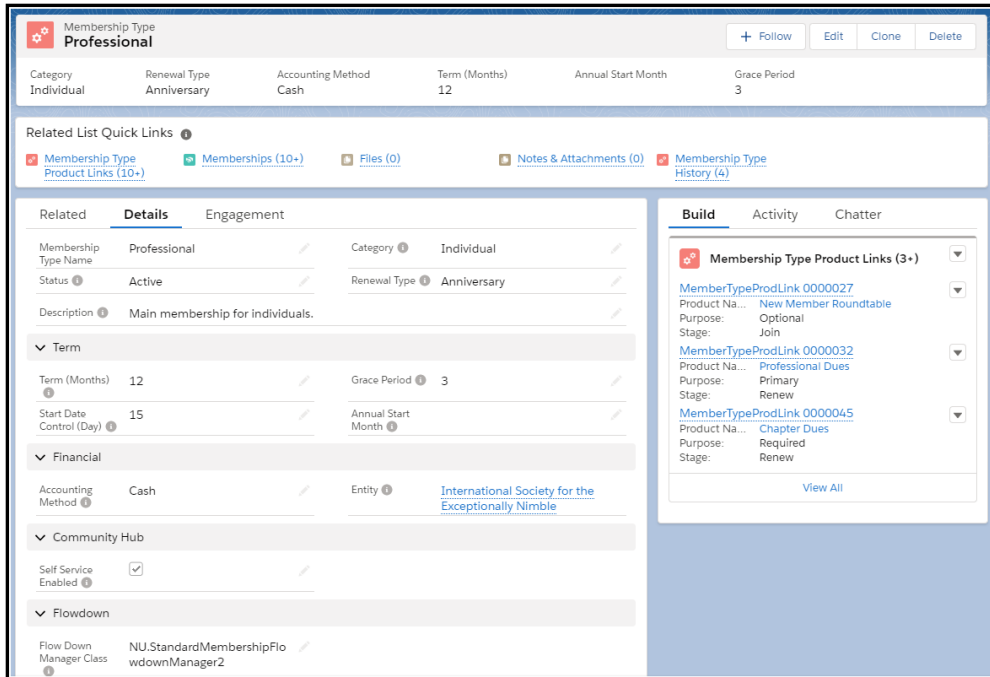 Membership Type
Professional
+ Follow Edit Clone Delete
Category Renewal Type Accounting Method Term (Months) Annual Start Month Grace Period
Individual Anniversary Cash 12 3
Related List Quick Links
Membership Type Product Links (10+)
Memberships (10+)
Files (0)
Notes & Attachments (0)
Membership Type History (4)
Related Details Engagement
Membership Type Name Professional
Category Individual
Status Active
Renewal Type Anniversary
Description Main membership for individuals.
Term
Term (Months) 12
Grace Period 3
Start Date Control (Day) 15
Annual Start Month
Financial
Accounting Method Cash
Entity International Society for the Exceptionally Nimble
Community Hub
Self Service Enabled
Flowdown
Flow Down Manager Class NU.StandardMembershipFlowdownManager2
Build Activity Chatter
Membership Type Product Links (3+)
MemberTypeProdLink 0000027
Product Na... New Member Roundtable
Purpose: Optional
Stage: Join
MemberTypeProdLink 0000032
Product Na... Professional Dues
Purpose: Primary
Stage: Renew
MemberTypeProdLink 0000045
Product Na... Chapter Dues
Purpose: Required
Stage: Renew
View All